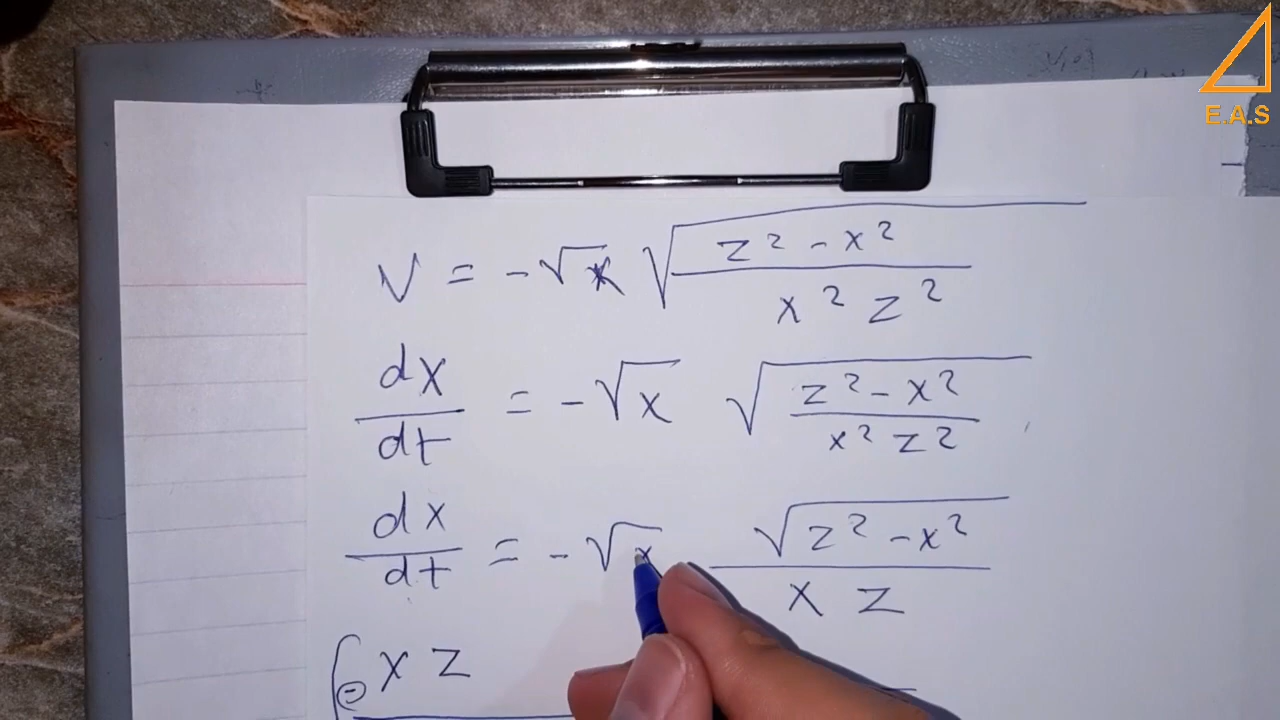 E.A.S
V = -√x √(z² - x² / x² z²)
dx/dt = -√x √(z² - x² / x² z²)
dx/dt = -√x √(z² - x²) / x z
∫ - x z